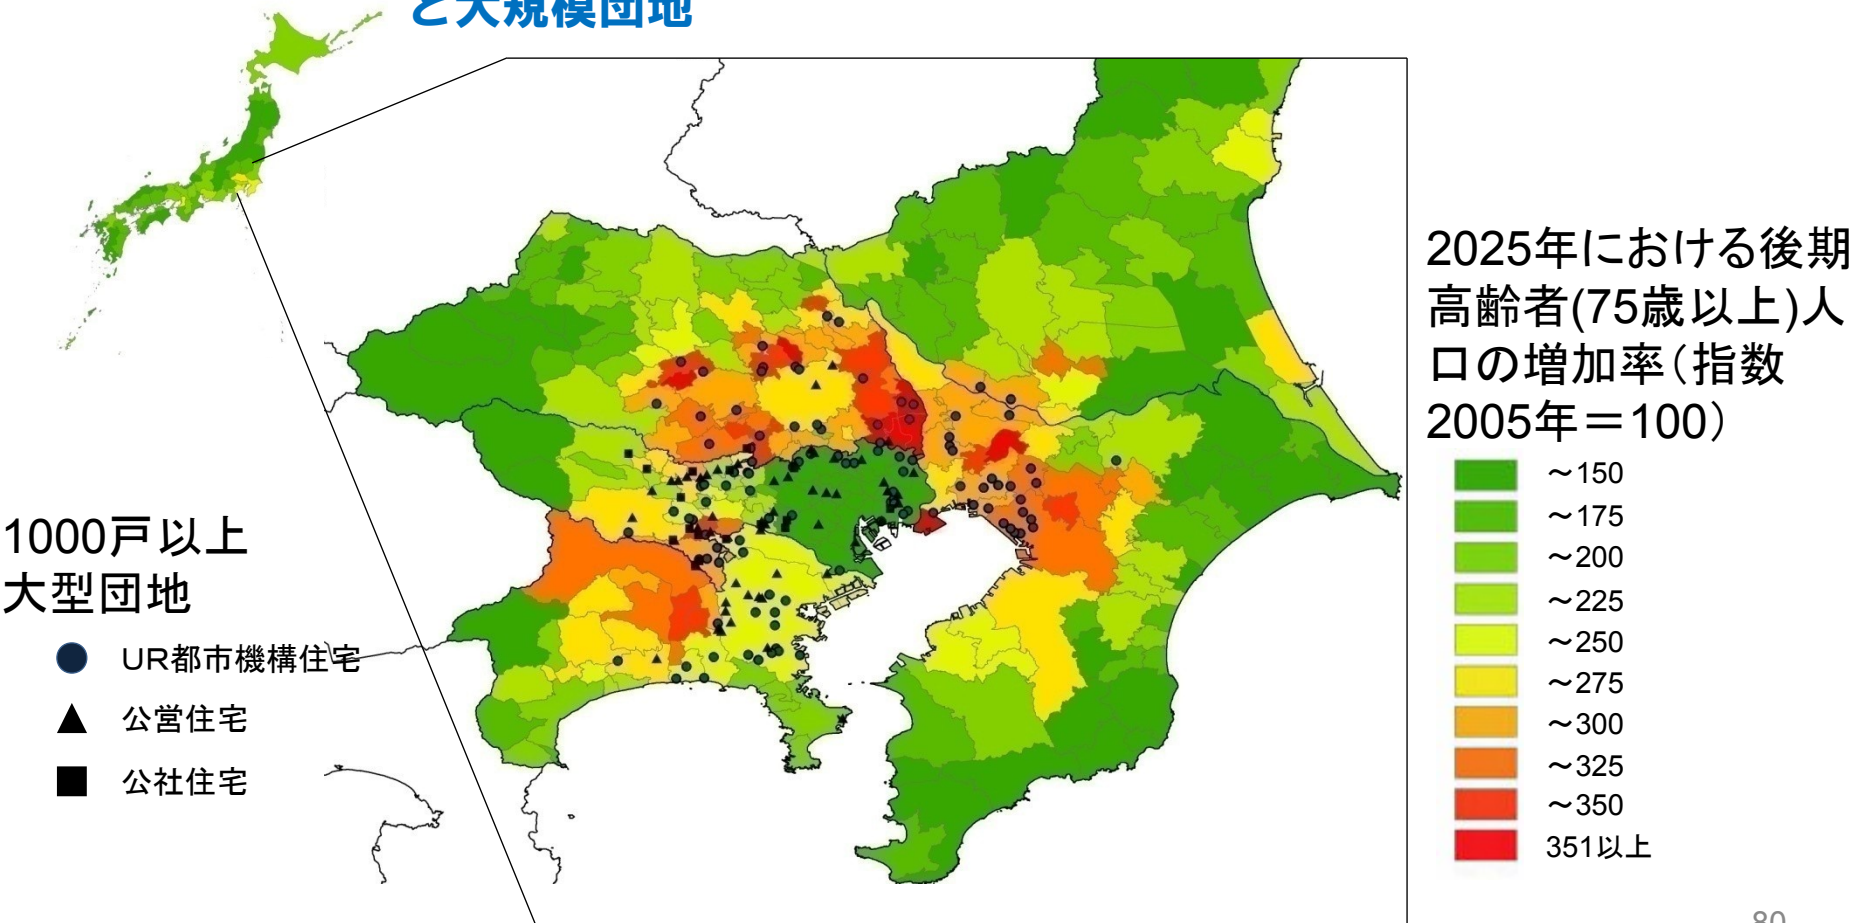 と大規模団地
2025年における後期
高齢者(75歳以上)人
口の増加率（指数
2005年＝100）
～150
～175
～200
～225
～250
～275
～300
～325
～350
351以上
1000戸以上
大型団地
UR都市機構住宅
公営住宅
公社住宅
80